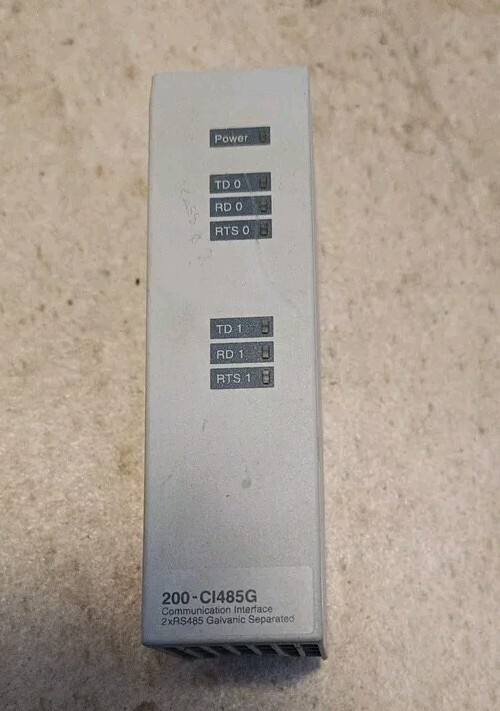 Power
TD 0
RD 0
RTS 0
TD 1
RD 1
RTS 1
200-CI485G
Communication Interface
2xRS485 Galvanic Separated